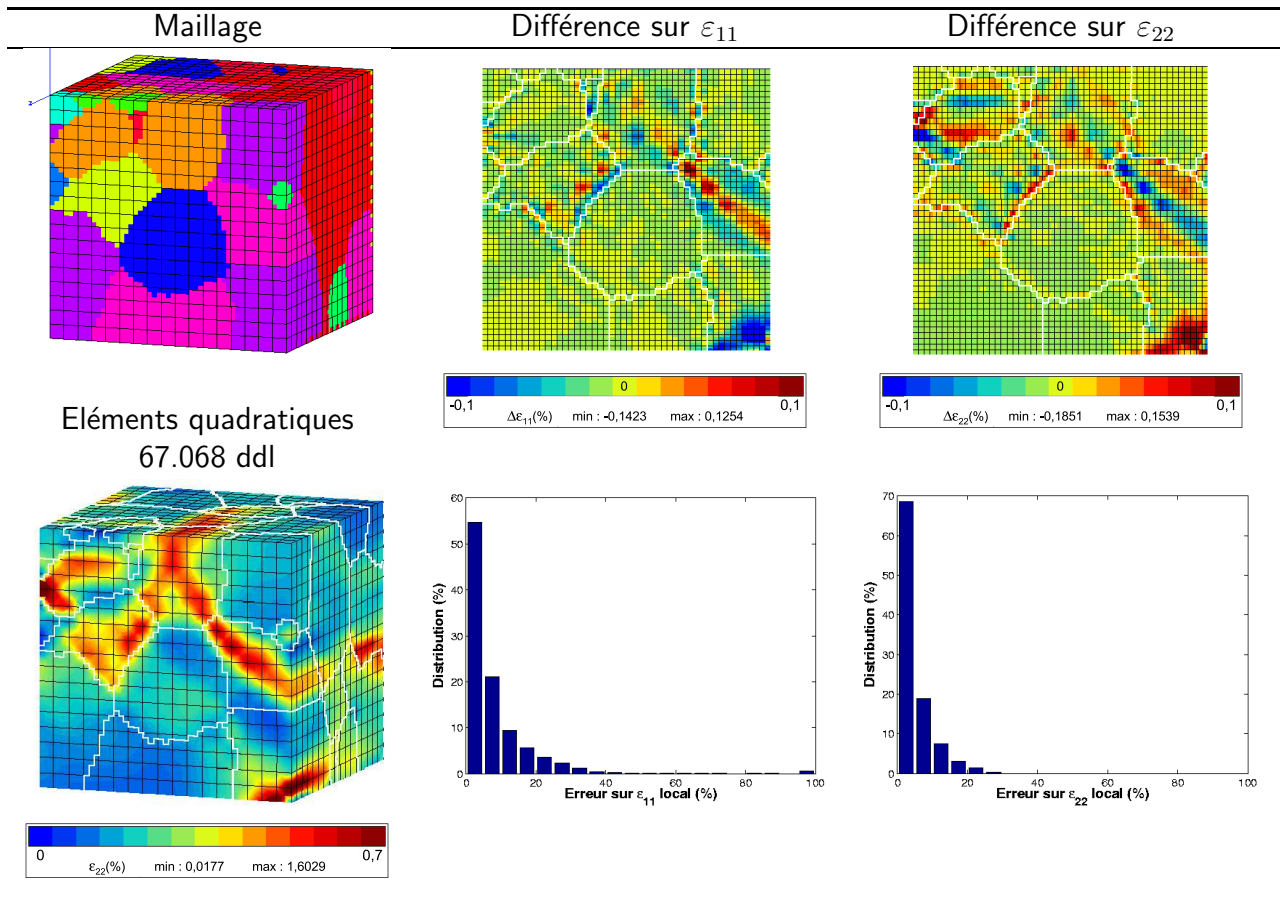 Maillage
Différence sur ε11
Différence sur ε22
z
0
-0,1
0,1
Δε11(%) min : -0,1423 max : 0,1254
0
-0,1
0,1
Δε22(%) min : -0,1851 max : 0,1539
Eléments quadratiques
67.068 ddl
0
0,7
ε22(%) min : 0,0177 max : 1,6029
60
50
40
30
20
10
0
Distribution (%)
0 20 40 60 80 100
Erreur sur ε11 local (%)
70
60
50
40
30
20
10
0
Distribution (%)
0 20 40 60 80 100
Erreur sur ε22 local (%)